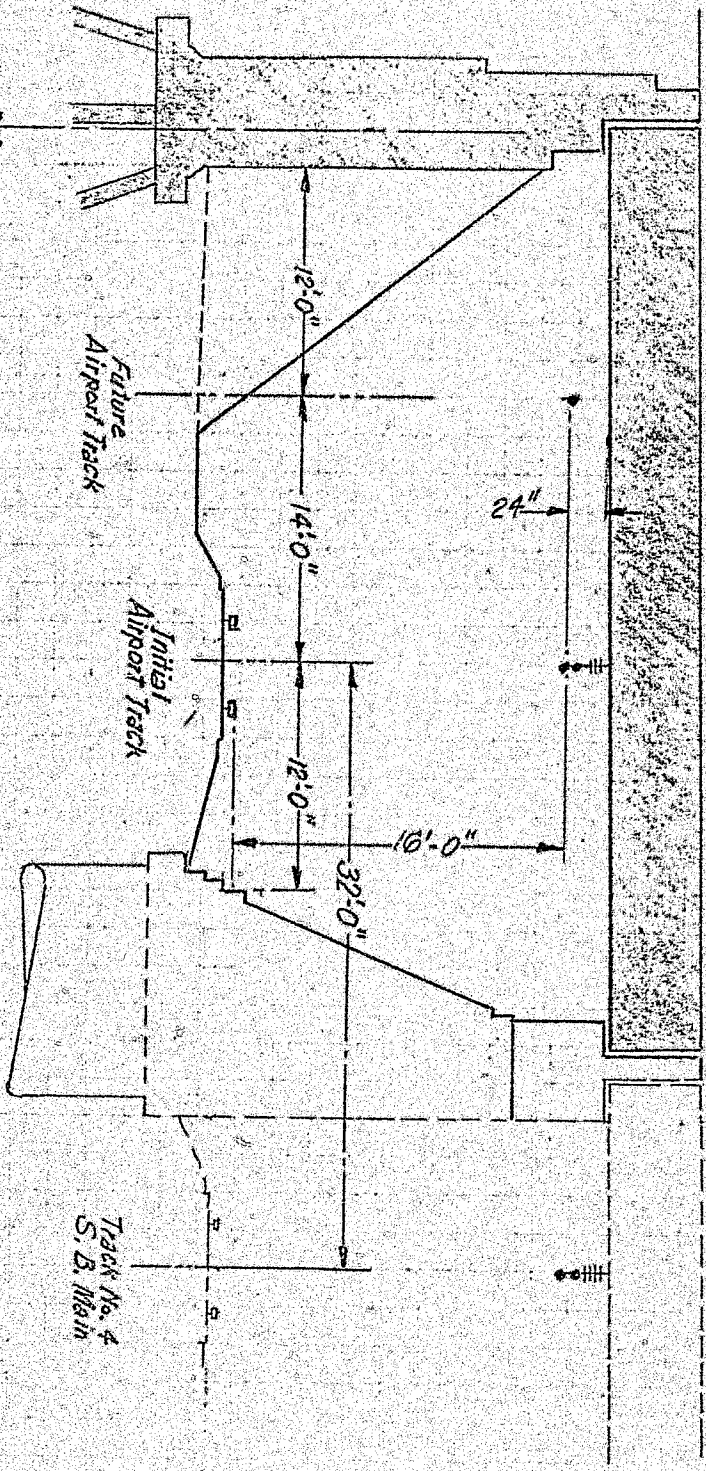 12'-0"
14'-0"
24"
12'-0"
16'-0"
32'-0"
Future
Airport Track
Initial
Airport Track
Track No. 4
S. B. Main